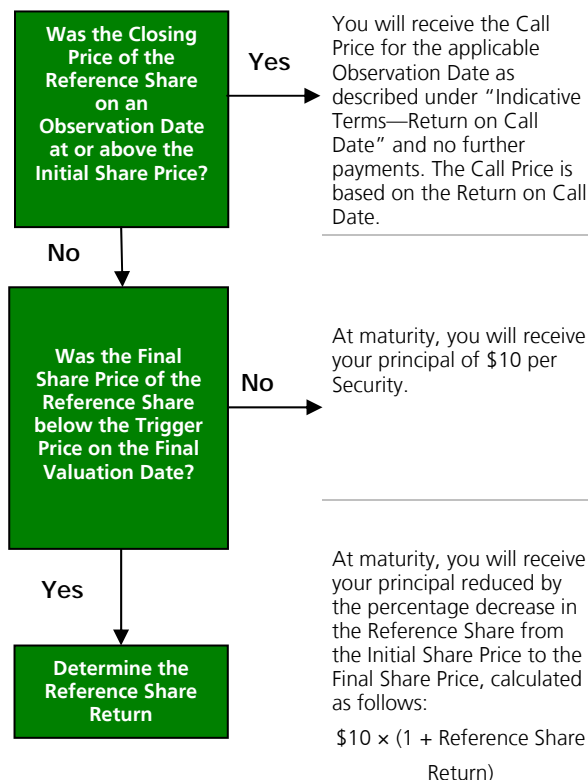 Was the Closing
Price of the
Reference Share
on an
Observation Date
at or above the
Initial Share Price?
Yes
You will receive the Call
Price for the applicable
Observation Date as
described under “Indicative
Terms—Return on Call
Date” and no further
payments. The Call Price is
based on the Return on Call
Date.
No
Was the Final
Share Price of the
Reference Share
below the Trigger
Price on the Final
Valuation Date?
No
At maturity, you will receive
your principal of $10 per
Security.
Yes
Determine the
Reference Share
Return
At maturity, you will receive
your principal reduced by
the percentage decrease in
the Reference Share from
the Initial Share Price to the
Final Share Price, calculated
as follows:
$10 × (1 + Reference Share
Return)